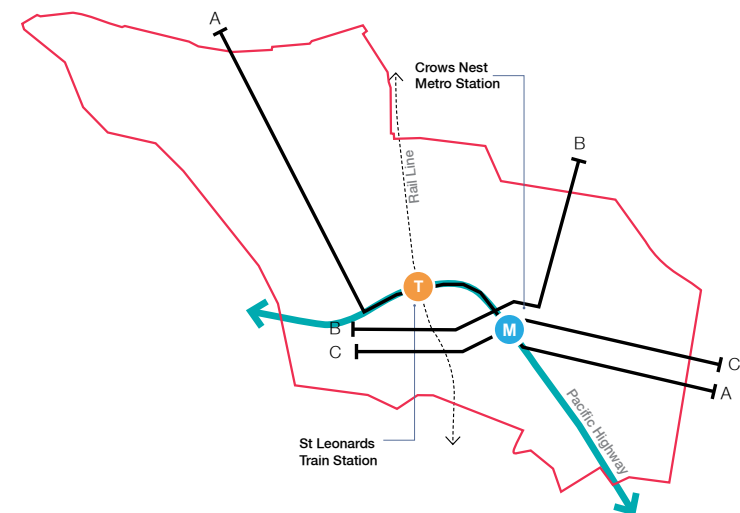 A
Crows Nest
Metro Station
B
Rail Line
T
B
M
C
C
A
Pacific Highway
St Leonards
Train Station